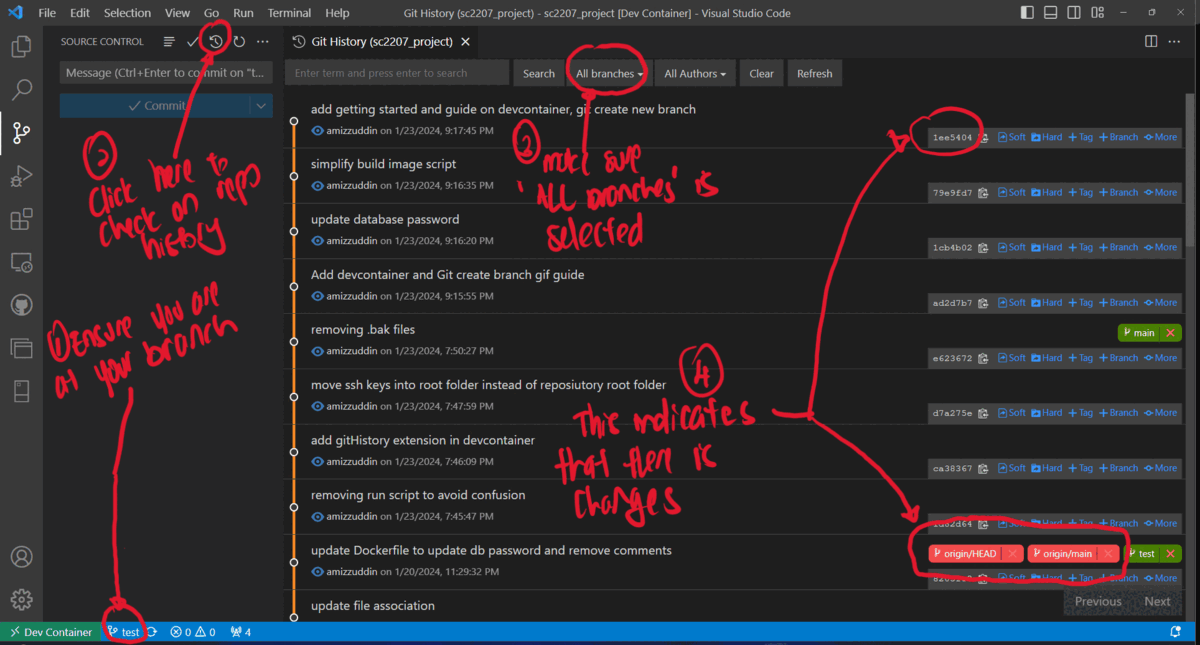 File Edit Selection View Go Run Terminal Help
Git History (sc2207_project) - sc2207_project [Dev Container] - Visual Studio Code
SOURCE CONTROL
Git History (sc2207_project)
Message (Ctrl+Enter to commit on "t...
Commit
Enter term and press enter to search
Search
All branches
All Authors
Clear
Refresh
add getting started and guide on devcontainer, git create new branch
amizzuddin on 1/23/2024, 9:17:45 PM
1ee5404 Soft Hard Tag Branch More
simplify build image script
amizzuddin on 1/23/2024, 9:16:35 PM
79e9fd7 Soft Hard Tag Branch More
update database password
amizzuddin on 1/23/2024, 9:16:20 PM
1cb4b02 Soft Hard Tag Branch More
Add devcontainer and Git create branch gif guide
amizzuddin on 1/23/2024, 9:15:55 PM
ad2d7b7 Soft Hard Tag Branch More
removing .bak files
main
amizzuddin on 1/23/2024, 7:50:27 PM
e623672 Soft Hard Tag Branch More
move ssh keys into root folder instead of reposiutory root folder
amizzuddin on 1/23/2024, 7:47:59 PM
d7a275e Soft Hard Tag Branch More
add gitHistory extension in devcontainer
amizzuddin on 1/23/2024, 7:46:09 PM
ca38367 Soft Hard Tag Branch More
removing run script to avoid confusion
amizzuddin on 1/23/2024, 7:45:47 PM
Soft Hard Tag Branch More
update Dockerfile to update db password and remove comments
origin/HEAD origin/main test
amizzuddin on 1/20/2024, 11:29:32 PM
Soft Hard Tag Branch More
update file association
Previous Next
Click here to
check on repo
history
make sure
'ALL branches' is
selected
① Ensure you are
at your branch
4
This indicates
that there is
changes
Dev Container
test
0 0
4